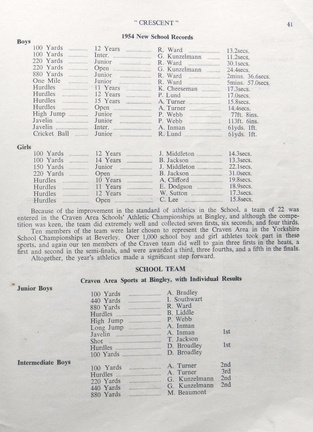 " CRESCENT "
41
1954 New School Records
Boys
100 Yards 12 Years R. Ward 13.2secs.
100 Yards Inter. G. Kunzelmann 11.2secs.
220 Yards Junior R. Ward 30.1secs.
220 Yards Open G. Kunzelmann 24.4secs.
880 Yards Junior R. Ward 2mins. 36.6secs.
One Mile Junior R. Ward 5mins. 57.0secs.
Hurdles 11 Years K. Cheeseman 17.3secs.
Hurdles 12 Years P. Lund 17.0secs.
Hurdles 15 Years A. Turner 15.8secs.
Hurdles Open A. Turner 14.4secs.
High Jump Junior P. Webb
Javelin Junior P. Webb 113ft. 6ins.
Javelin Inter. A. Inman 61yds. 1ft.
Cricket Ball Junior R. Lund 61yds. 1ft.
Girls
100 Yards 12 Years J. Middleton 14.3secs.
100 Yards 14 Years B. Jackson 13.3secs.
150 Yards Junior J. Middleton 22.1secs.
220 Yards Open B. Jackson 31.0secs.
Hurdles 10 Years A. Clifford 19.8secs.
Hurdles 11 Years E. Dodgson 18.9secs.
Hurdles 12 Years W. Sutton 17.3secs.
Hurdles Open C. Lee 15.8secs.
Because of the improvement in the standard of athletics in the School, a team of 22 was
entered in the Craven Area Schools' Athletic Championships at Bingley, and although the compe-
tition was keen, the team did extremely well and collected seven firsts, six seconds, and four thirds.
Ten members of the team were later chosen to represent the Craven Area in the Yorkshire
School Championships at Beverley. Over 1,000 school boy and girl athletes took part in these
sports, and again our ten members of the Craven team did well to gain three firsts in the heats, a
first and second in the semi-finals, and were awarded a third, three fourths, and a fifth in the finals.
Altogether, the year's athletics made a significant step forward.
SCHOOL TEAM
Craven Area Sports at Bingley, with Individual Results
Junior Boys
100 Yards A. Bradley
440 Yards I. Southwart
880 Yards R. Ward
Hurdles B. Liddle
High Jump P. Webb
Long Jump A. Inman
Javelin A. Inman 1st
Shot T. Jackson
Hurdles D. Broadley 1st
100 Yards D. Broadley
Intermediate Boys
100 Yards A. Turner 2nd
Hurdles A. Turner 3rd
220 Yards G. Kunzelmann 2nd
440 Yards G. Kunzelmann 2nd
880 Yards M. Beaumont